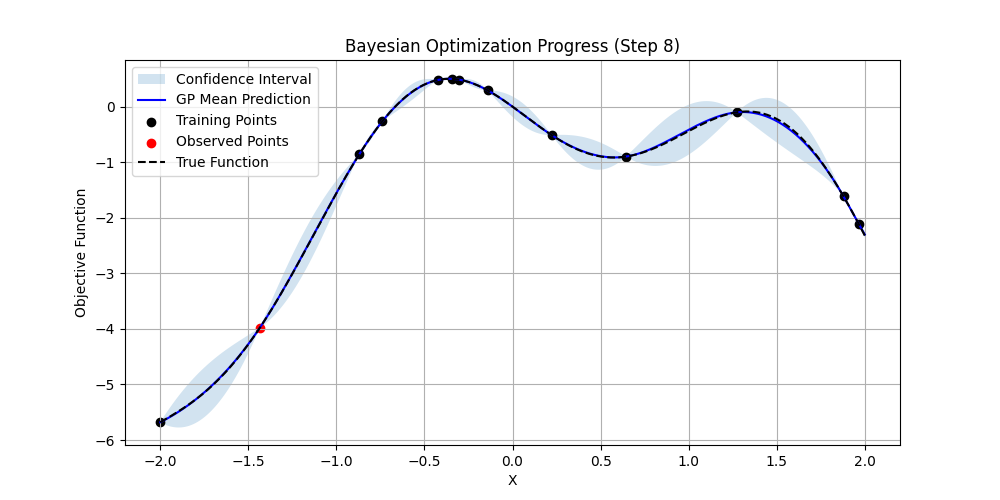 Bayesian Optimization Progress (Step 8)
Confidence Interval
GP Mean Prediction
Training Points
Observed Points
True Function
Objective Function
0
−1
−2
−3
−4
−5
−6
−2.0 −1.5 −1.0 −0.5 0.0 0.5 1.0 1.5 2.0
X